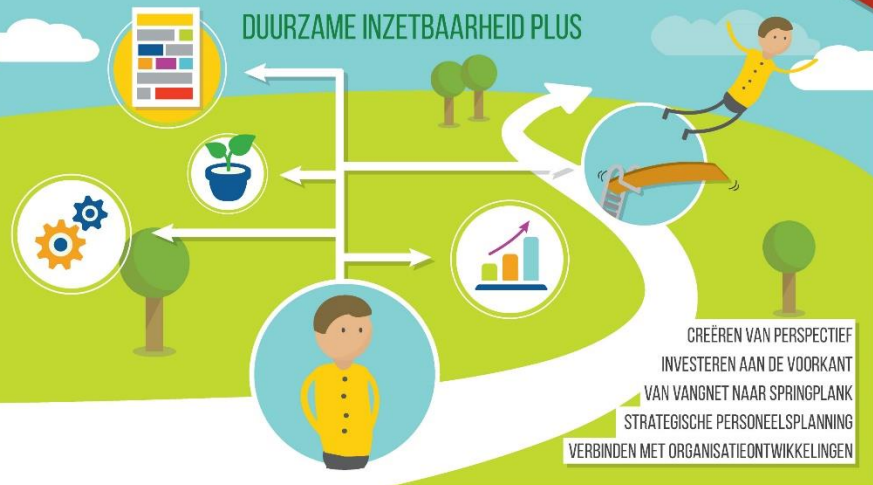 DUURZAME INZETBAARHEID PLUS
CREËREN VAN PERSPECTIEF
INVESTEREN AAN DE VOORKANT
VAN VANGNET NAAR SPRINGPLANK
STRATEGISCHE PERSONEELSPLANNING
VERBINDEN MET ORGANISATIEONTWIKKELINGEN